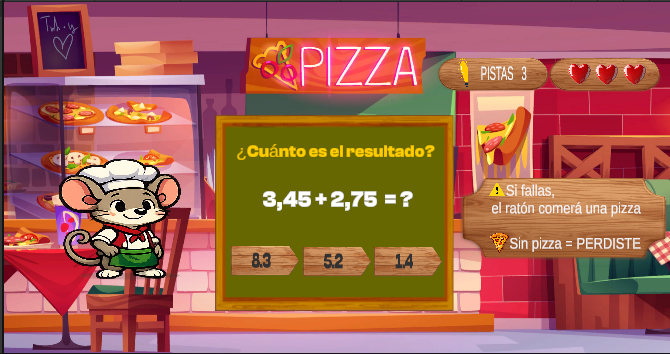 PIZZA
PISTAS 3
¿Cuánto es el resultado?
3,45 + 2,75 = ?
8.3
5.2
1.4
Si fallas,
el ratón comerá una pizza
Sin pizza = PERDISTE